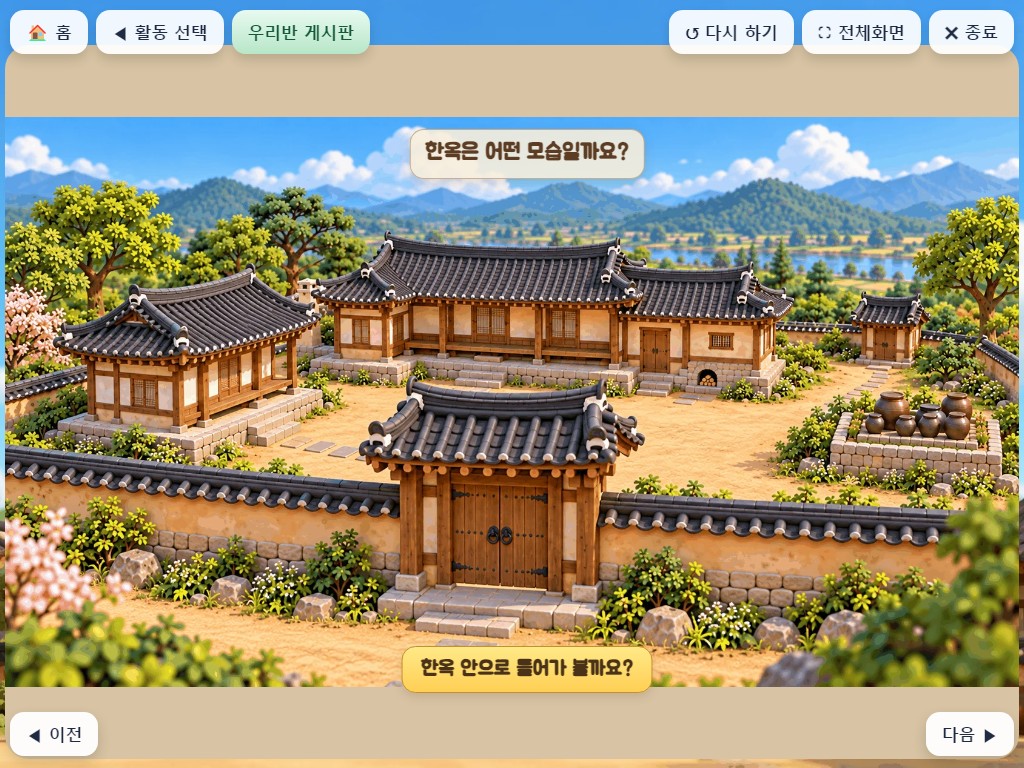 홈
활동 선택
우리반 게시판
다시 하기
전체화면
종료
한옥은 어떤 모습일까요?
한옥 안으로 들어가 볼까요?
이전
다음